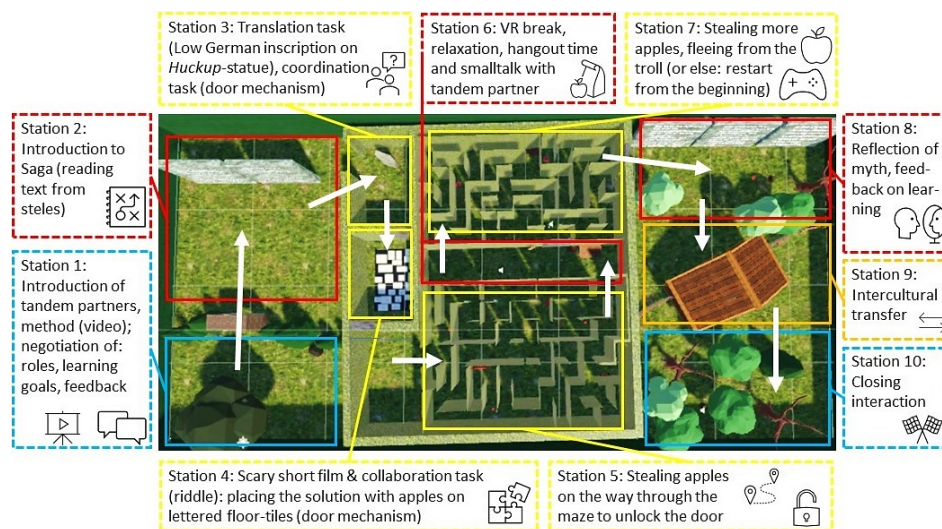 Station 3: Translation task
(Low German inscription on
Huckup-statue), coordination
task (door mechanism)
Station 6: VR break,
relaxation, hangout time
and smalltalk with
tandem partner
Station 7: Stealing more
apples, fleeing from the
troll (or else: restart
from the beginning)
Station 2:
Introduction to
Saga (reading
text from
steles)
Station 8:
Reflection of
myth, feed-
back on lear-
ning
Station 1:
Introduction of
tandem partners,
method (video);
negotiation of:
roles, learning
goals, feedback
Station 9:
Intercultural
transfer
Station 10:
Closing
interaction
Station 4: Scary short film & collaboration task
(riddle): placing the solution with apples on
lettered floor-tiles (door mechanism)
Station 5: Stealing apples
on the way through the
maze to unlock the door